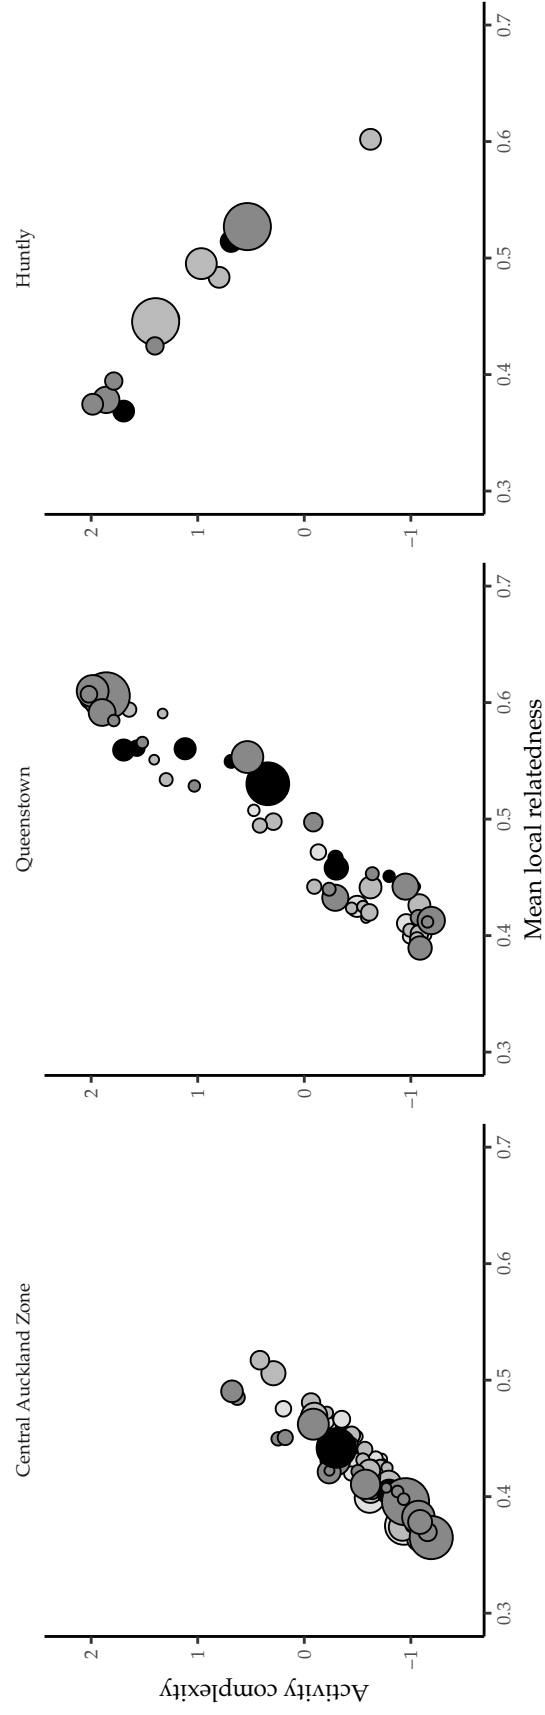 Central Auckland Zone
Queenstown
Huntly
Activity complexity
2
1
0
−1
2
1
0
−1
2
1
0
−1
0.3 0.4 0.5 0.6 0.7
0.3 0.4 0.5 0.6 0.7
0.3 0.4 0.5 0.6 0.7
Mean local relatedness